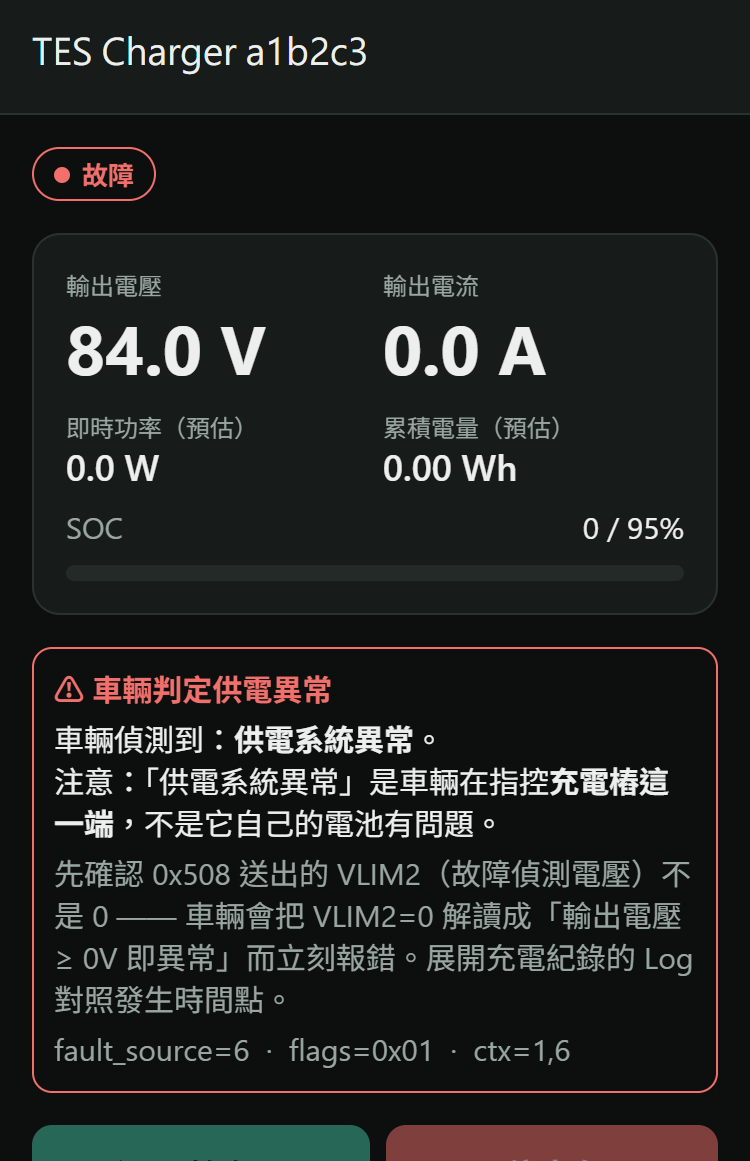 TES Charger a1b2c3
故障
輸出電壓 輸出電流
84.0 V 0.0 A
即時功率（預估） 累積電量（預估）
0.0 W 0.00 Wh
SOC 0 / 95%
車輛判定供電異常
車輛偵測到：供電系統異常。
注意：「供電系統異常」是車輛在指控充電樁這
一端，不是它自己的電池有問題。
先確認 0x508 送出的 VLIM2（故障偵測電壓）不
是 0 —— 車輛會把 VLIM2=0 解讀成「輸出電壓
≥ 0V 即異常」而立刻報錯。展開充電紀錄的 Log
對照發生時間點。
fault_source=6 · flags=0x01 · ctx=1,6